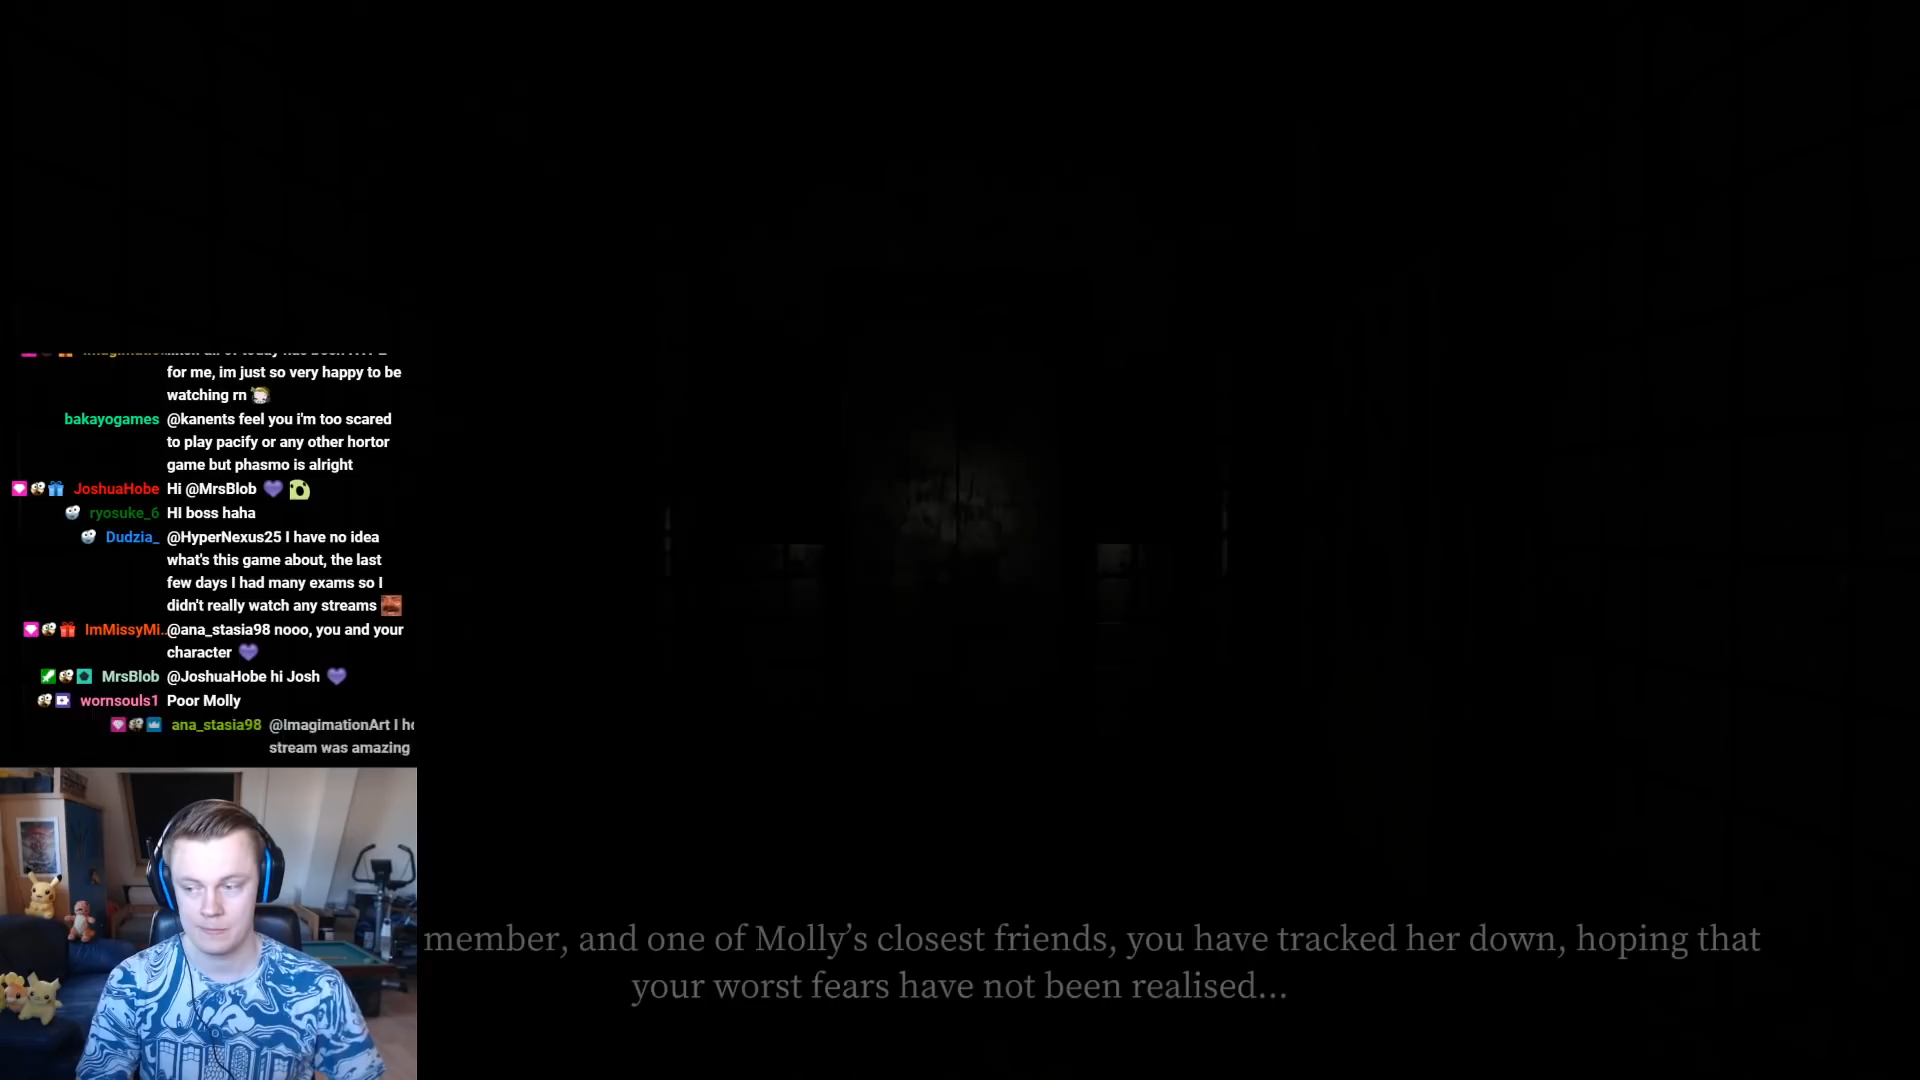 for me, im just so very happy to be
watching rn
bakayogames @kanents feel you i'm too scared
to play pacify or any other hortor
game but phasmo is alright
JoshuaHobe Hi @MrsBlob
ryosuke_6 HI boss haha
Dudzia_ @HyperNexus25 I have no idea
what's this game about, the last
few days I had many exams so I
didn't really watch any streams
ImMissyMi.. @ana_stasia98 nooo, you and your
character
MrsBlob @JoshuaHobe hi Josh
wornsouls1 Poor Molly
ana_stasia98 @ImagimationArt I ho
stream was amazing
member, and one of Molly’s closest friends, you have tracked her down, hoping that
your worst fears have not been realised...